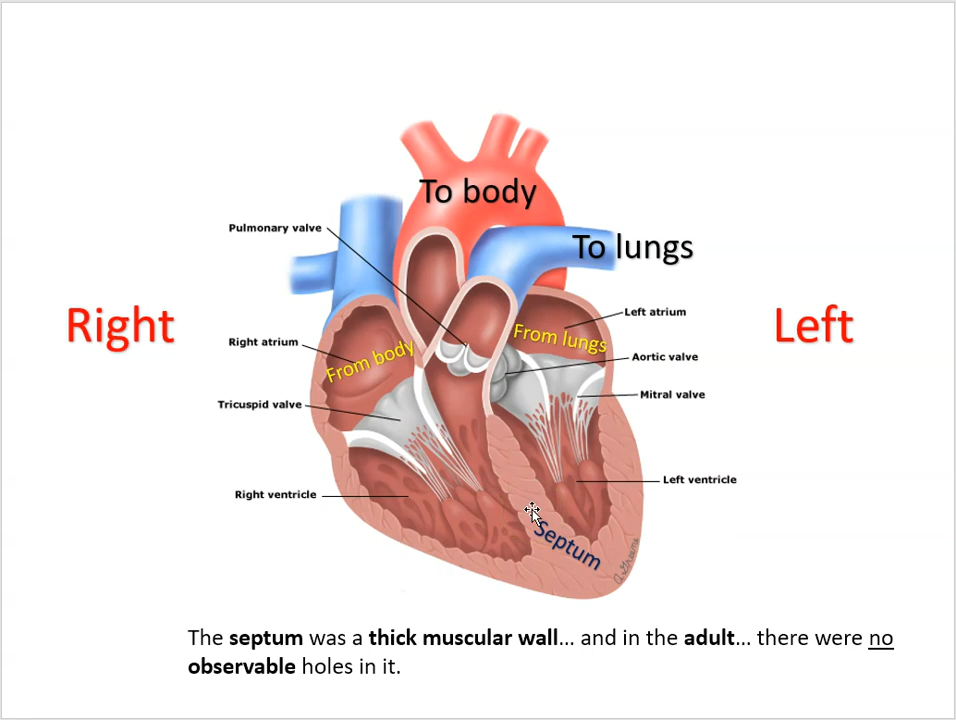 To body
Pulmonary valve
To lungs
Right
Left
Left atrium
From lungs
Right atrium
From body
Aortic valve
Mitral valve
Tricuspid valve
Left ventricle
Right ventricle
Septum
The septum was a thick muscular wall... and in the adult... there were no
observable holes in it.